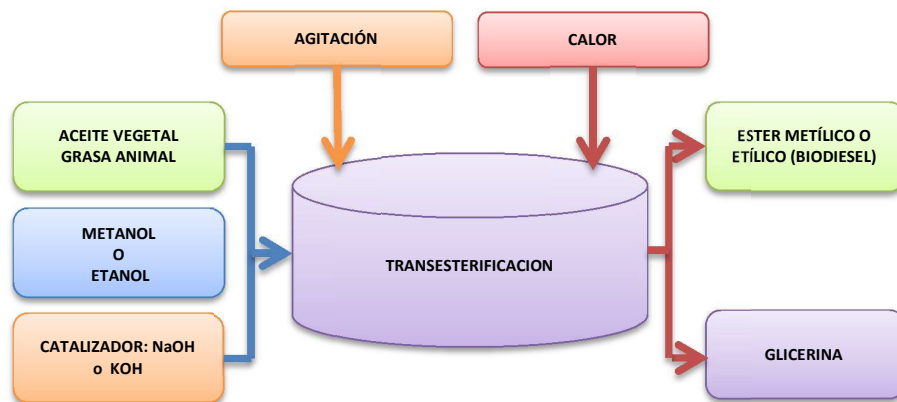 AGITACIÓN
CALOR
ACEITE VEGETAL
GRASA ANIMAL
METANOL
O
ETANOL
CATALIZADOR: NaOH
o KOH
TRANSESTERIFICACION
ESTER METÍLICO O
ETÍLICO (BIODIESEL)
GLICERINA